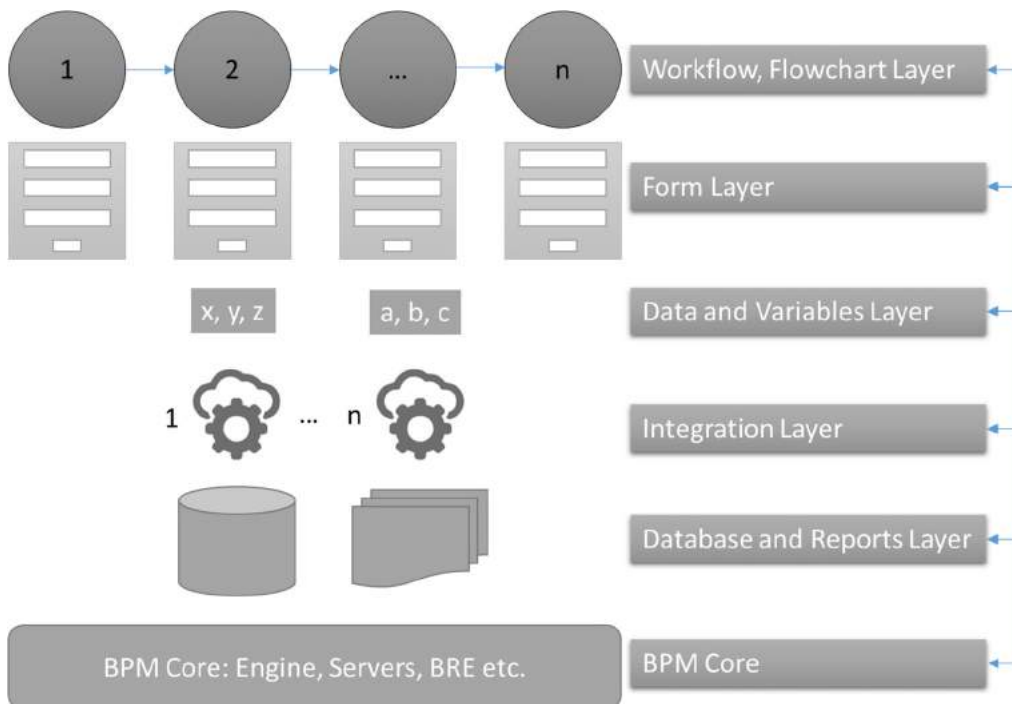 1
2
...
n
Workflow, Flowchart Layer
Form Layer
x, y, z
a, b, c
Data and Variables Layer
1
...
n
Integration Layer
Database and Reports Layer
BPM Core: Engine, Servers, BRE etc.
BPM Core